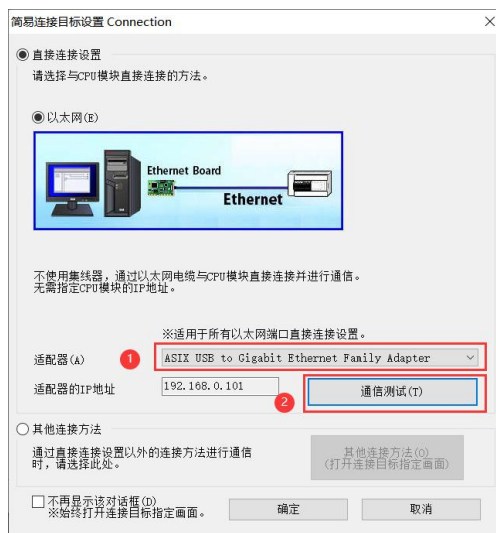 简易连接目标设置 Connection
直接连接设置
请选择与CPU模块直接连接的方法。
以太网(E)
Ethernet Board
Ethernet
不使用集线器，通过以太网电缆与CPU模块直接连接并进行通信。
无需指定CPU模块的IP地址。
※适用于所有以太网端口直接连接设置。
适配器(A)
1
ASIX USB to Gigabit Ethernet Family Adapter
适配器的IP地址
192.168.0.101
2
通信测试(T)
其他连接方法
通过直接连接设置以外的连接方法进行通信
时，请选择此处。
其他连接方法(O)
(打开连接目标指定画面)
不再显示该对话框(D)
※始终打开连接目标指定画面。
确定
取消